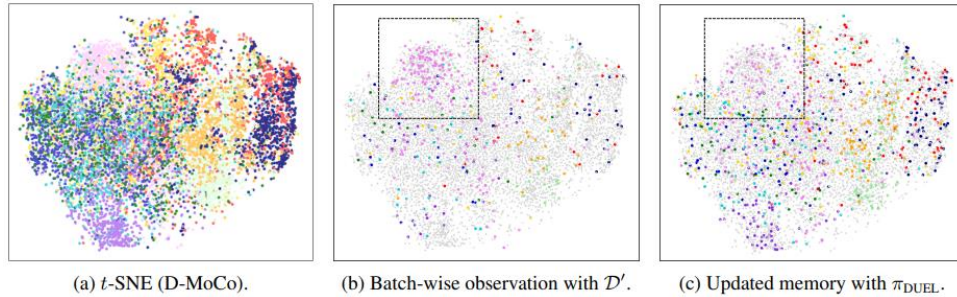 (a) t-SNE (D-MoCo).
(b) Batch-wise observation with 𝒟′.
(c) Updated memory with π_DUEL.